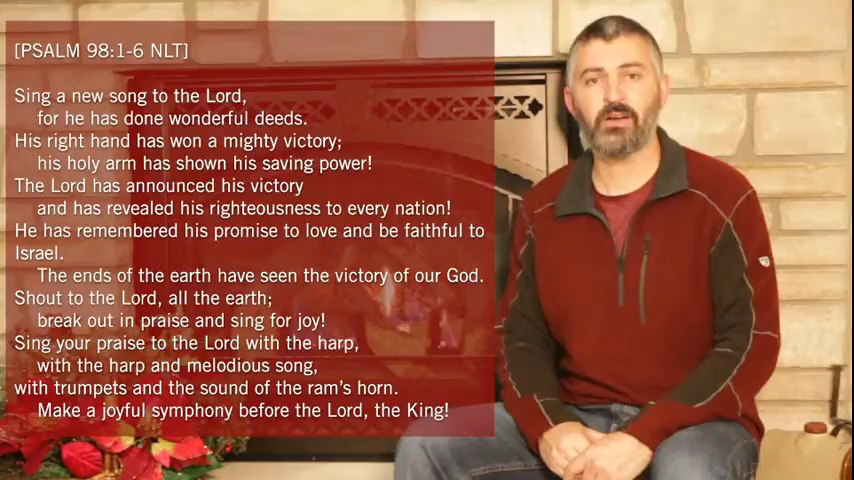 [PSALM 98:1-6 NLT]
Sing a new song to the Lord,
for he has done wonderful deeds.
His right hand has won a mighty victory;
his holy arm has shown his saving power!
The Lord has announced his victory
and has revealed his righteousness to every nation!
He has remembered his promise to love and be faithful to
Israel.
The ends of the earth have seen the victory of our God.
Shout to the Lord, all the earth;
break out in praise and sing for joy!
Sing your praise to the Lord with the harp,
with the harp and melodious song,
with trumpets and the sound of the ram’s horn.
Make a joyful symphony before the Lord, the King!